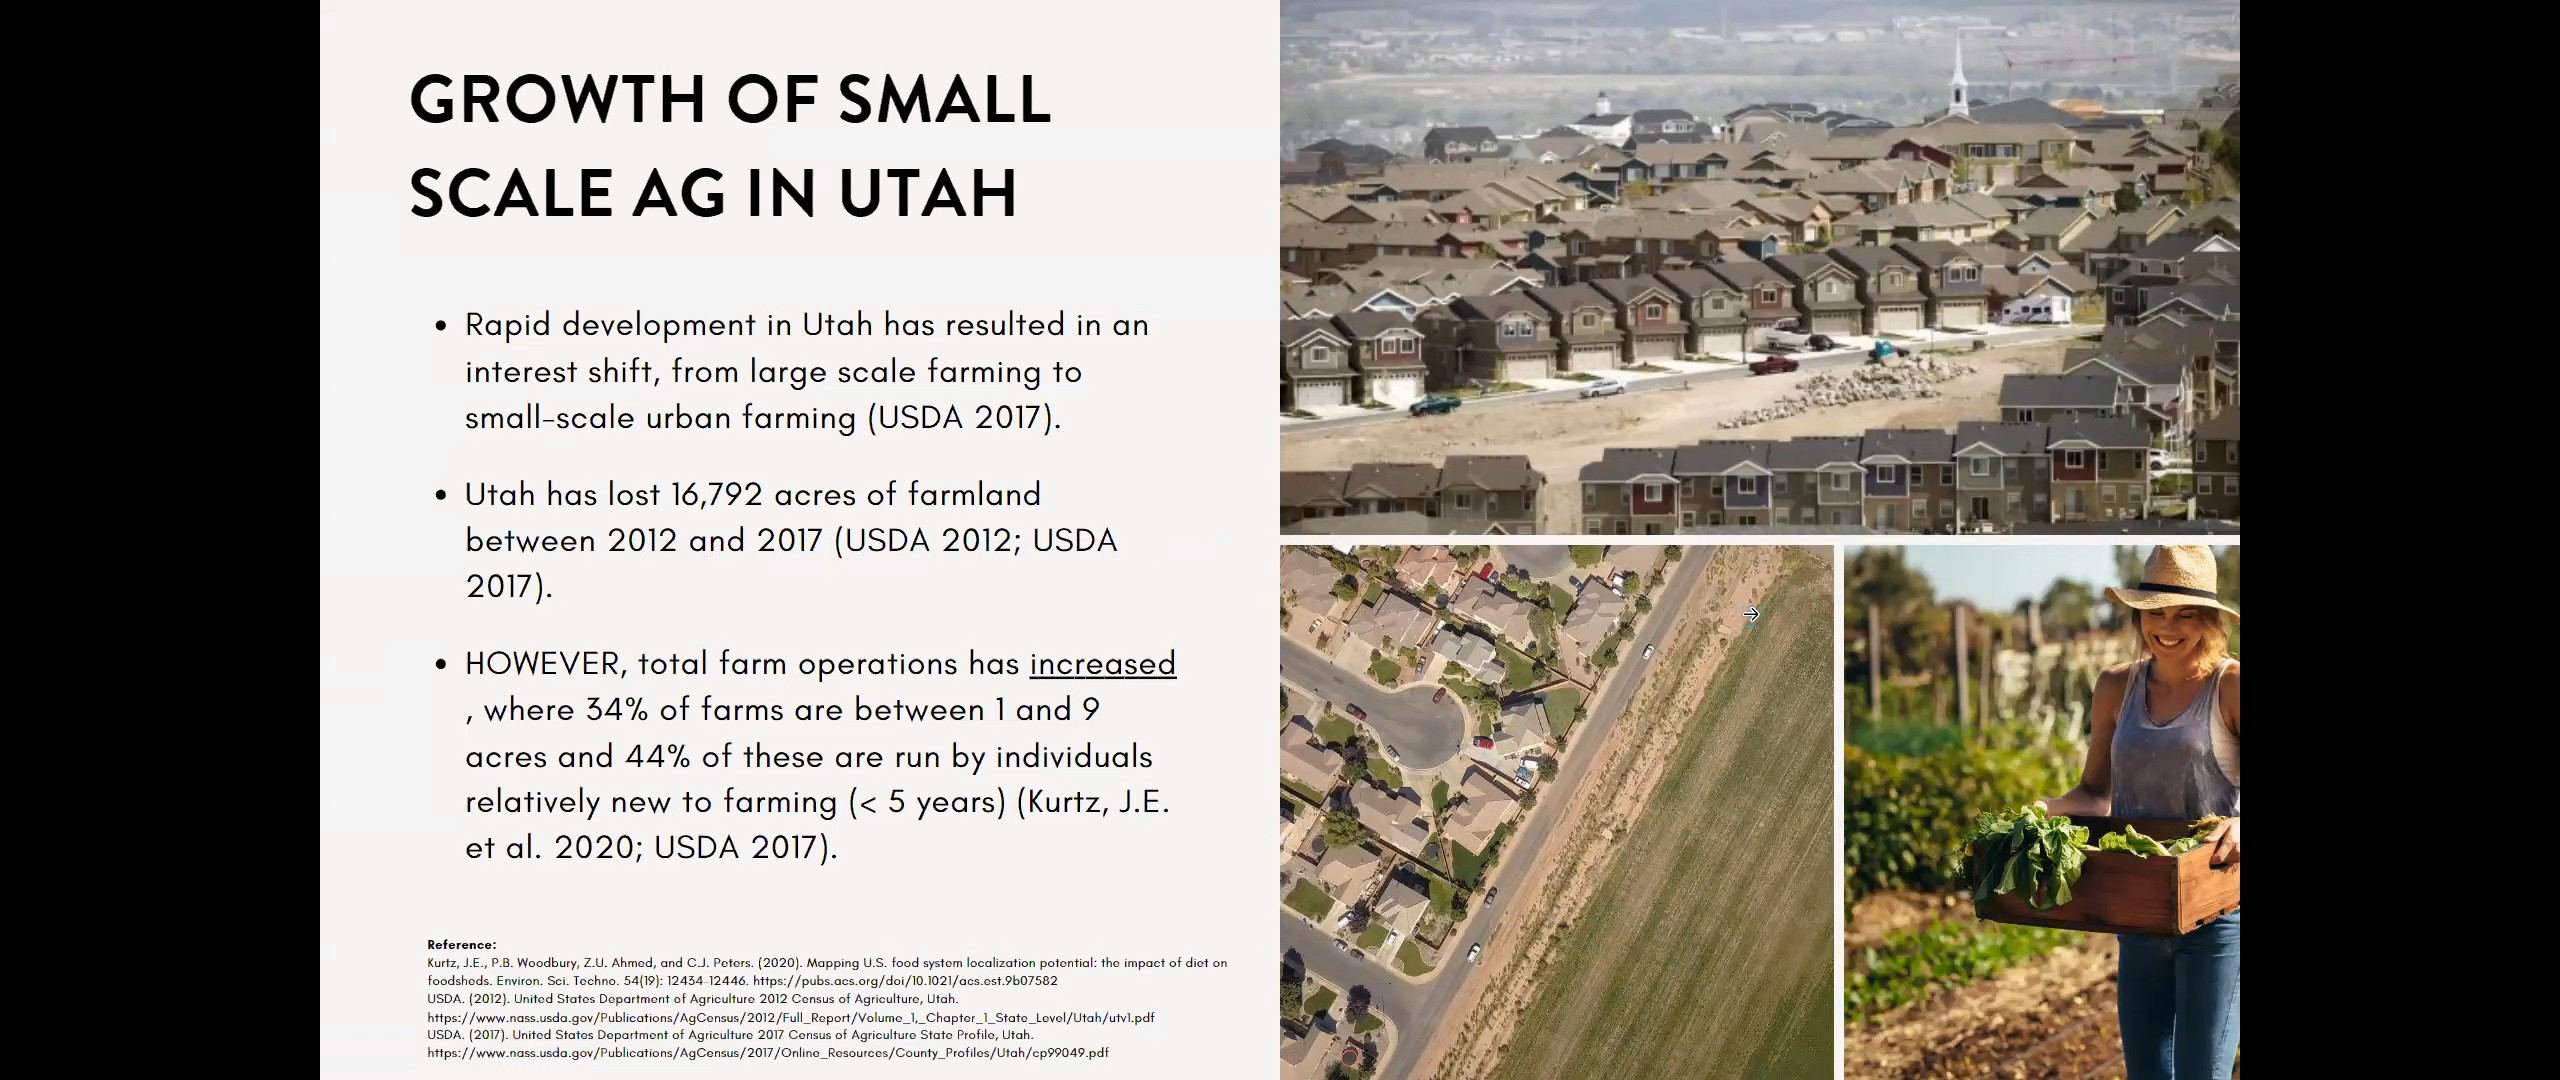 GROWTH OF SMALL
SCALE AG IN UTAH
• Rapid development in Utah has resulted in an
interest shift, from large scale farming to
small-scale urban farming (USDA 2017).
• Utah has lost 16,792 acres of farmland
between 2012 and 2017 (USDA 2012; USDA
2017).
• HOWEVER, total farm operations has increased
, where 34% of farms are between 1 and 9
acres and 44% of these are run by individuals
relatively new to farming (< 5 years) (Kurtz, J.E.
et al. 2020; USDA 2017).
Reference:
Kurtz, J.E., P.B. Woodbury, Z.U. Ahmed, and C.J. Peters. (2020). Mapping U.S. food system localization potential: the impact of diet on
foodsheds. Environ. Sci. Techno. 54(19): 12434-12446. https://pubs.acs.org/doi/10.1021/acs.est.9b07582
USDA. (2012). United States Department of Agriculture 2012 Census of Agriculture, Utah.
https://www.nass.usda.gov/Publications/AgCensus/2012/Full_Report/Volume_1,_Chapter_1_State_Level/Utah/utv1.pdf
USDA. (2017). United States Department of Agriculture 2017 Census of Agriculture State Profile, Utah.
https://www.nass.usda.gov/Publications/AgCensus/2017/Online_Resources/County_Profiles/Utah/cp99049.pdf